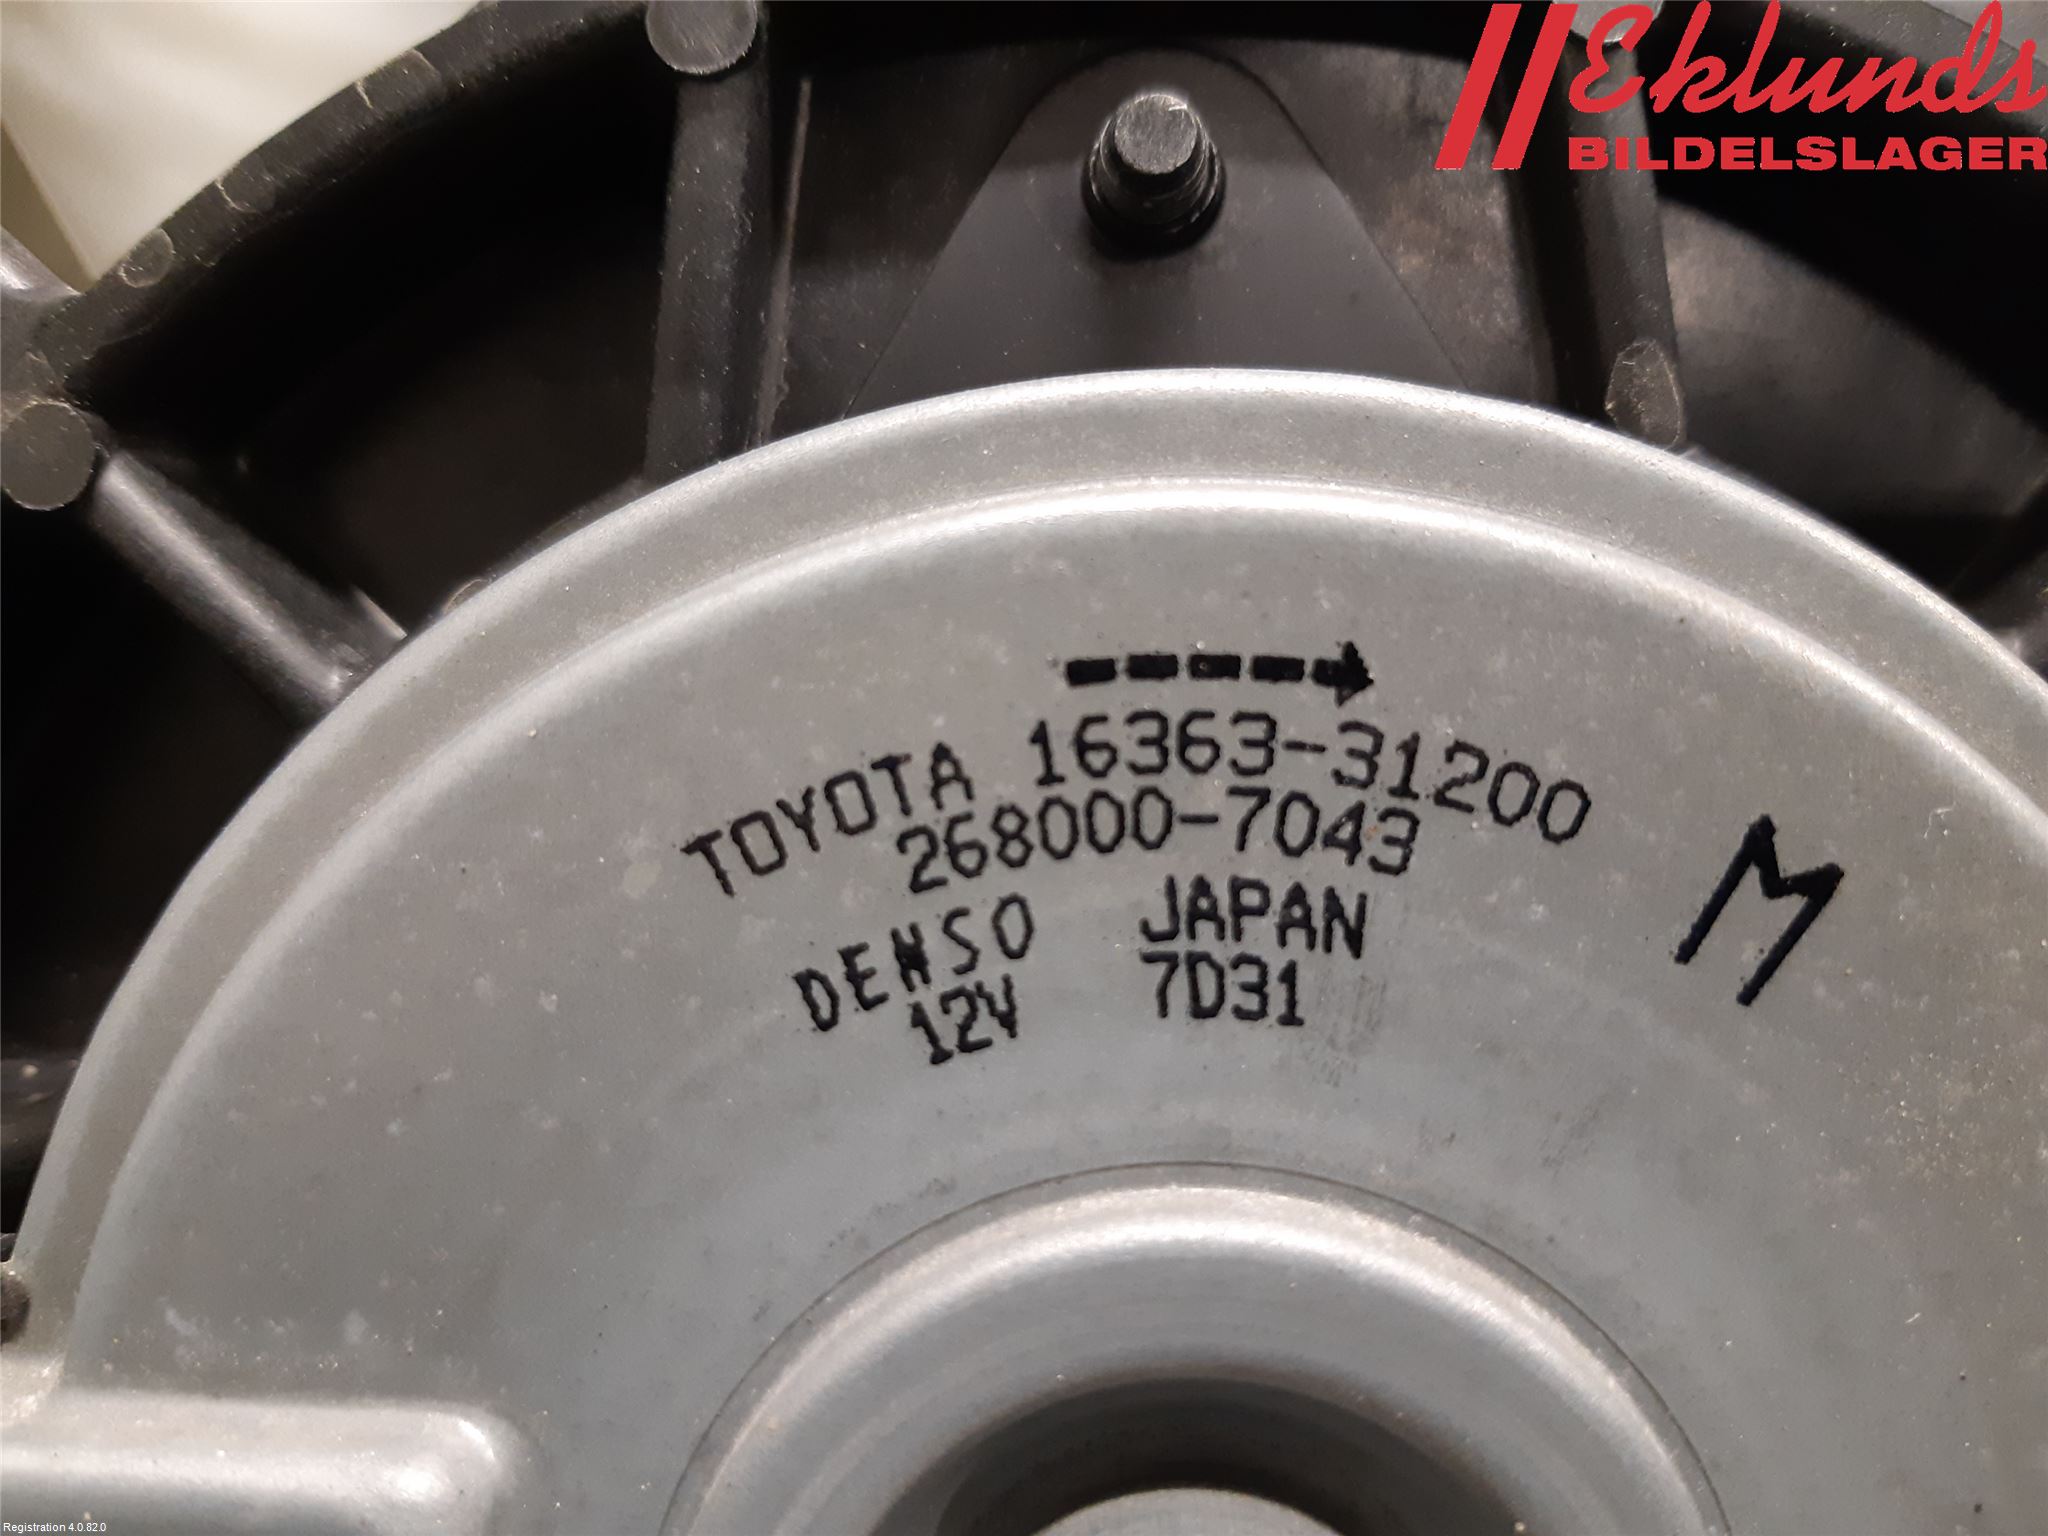 Eklunds
BILDELSLAGER
TOYOTA 16363-31200
268000-7043
DENSO JAPAN
12V 7D31
M
Registration 4.0.82.0